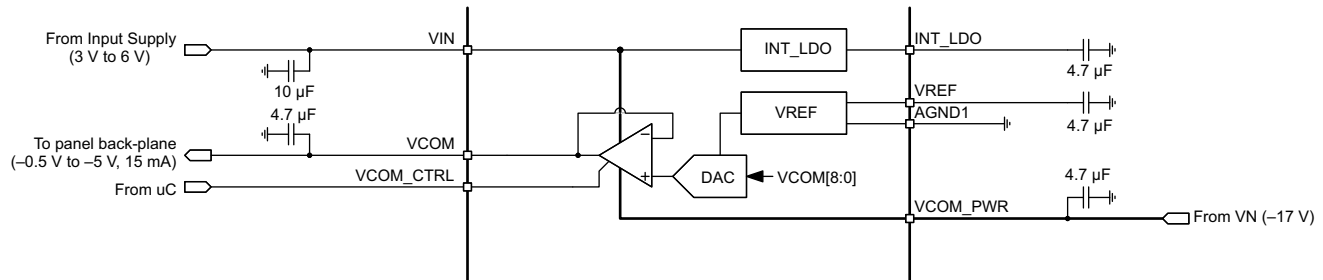 From Input Supply
(3 V to 6 V)
VIN
10 µF
4.7 µF
To panel back-plane
(–0.5 V to –5 V, 15 mA)
VCOM
From uC
VCOM_CTRL
–
+
DAC
VCOM[8:0]
INT_LDO
VREF
INT_LDO
4.7 µF
VREF
AGND1
4.7 µF
4.7 µF
VCOM_PWR
From VN (–17 V)